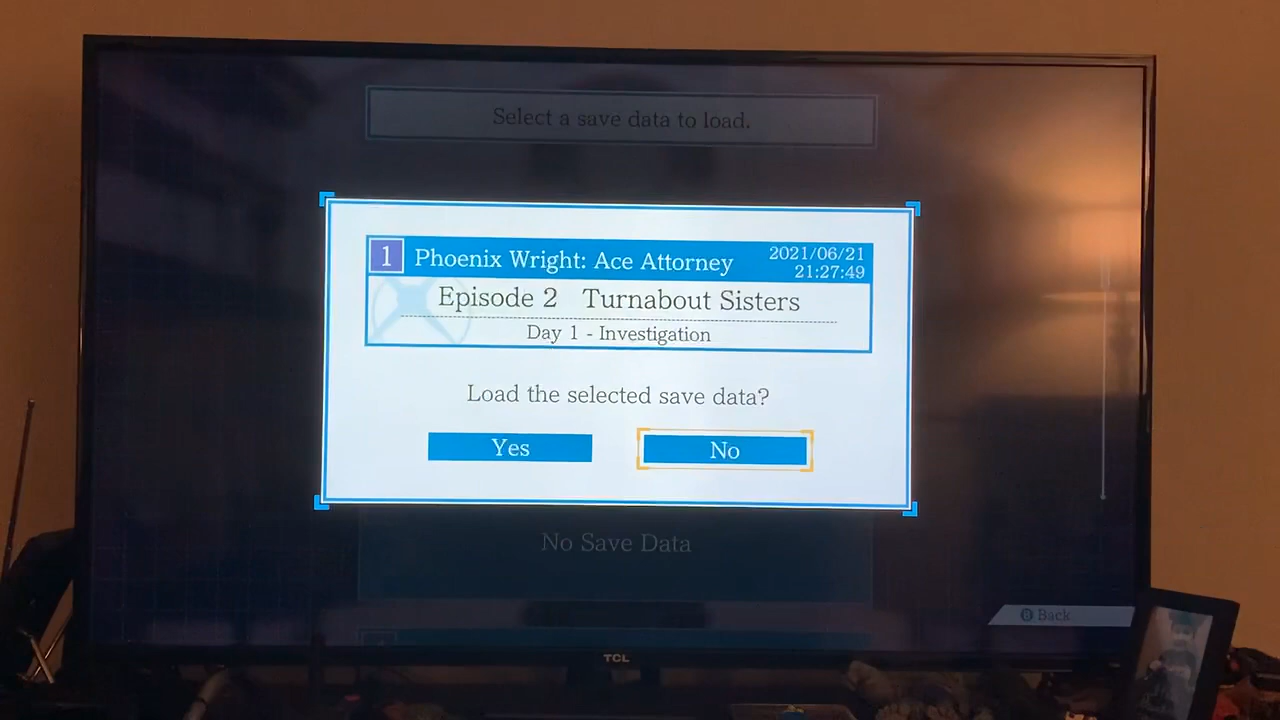 Select a save data to load.
1 Phoenix Wright: Ace Attorney 2021/06/21
21:27:49
Episode 2 Turnabout Sisters
Day 1 - Investigation
Load the selected save data?
Yes No
No Save Data
B Back
TCL